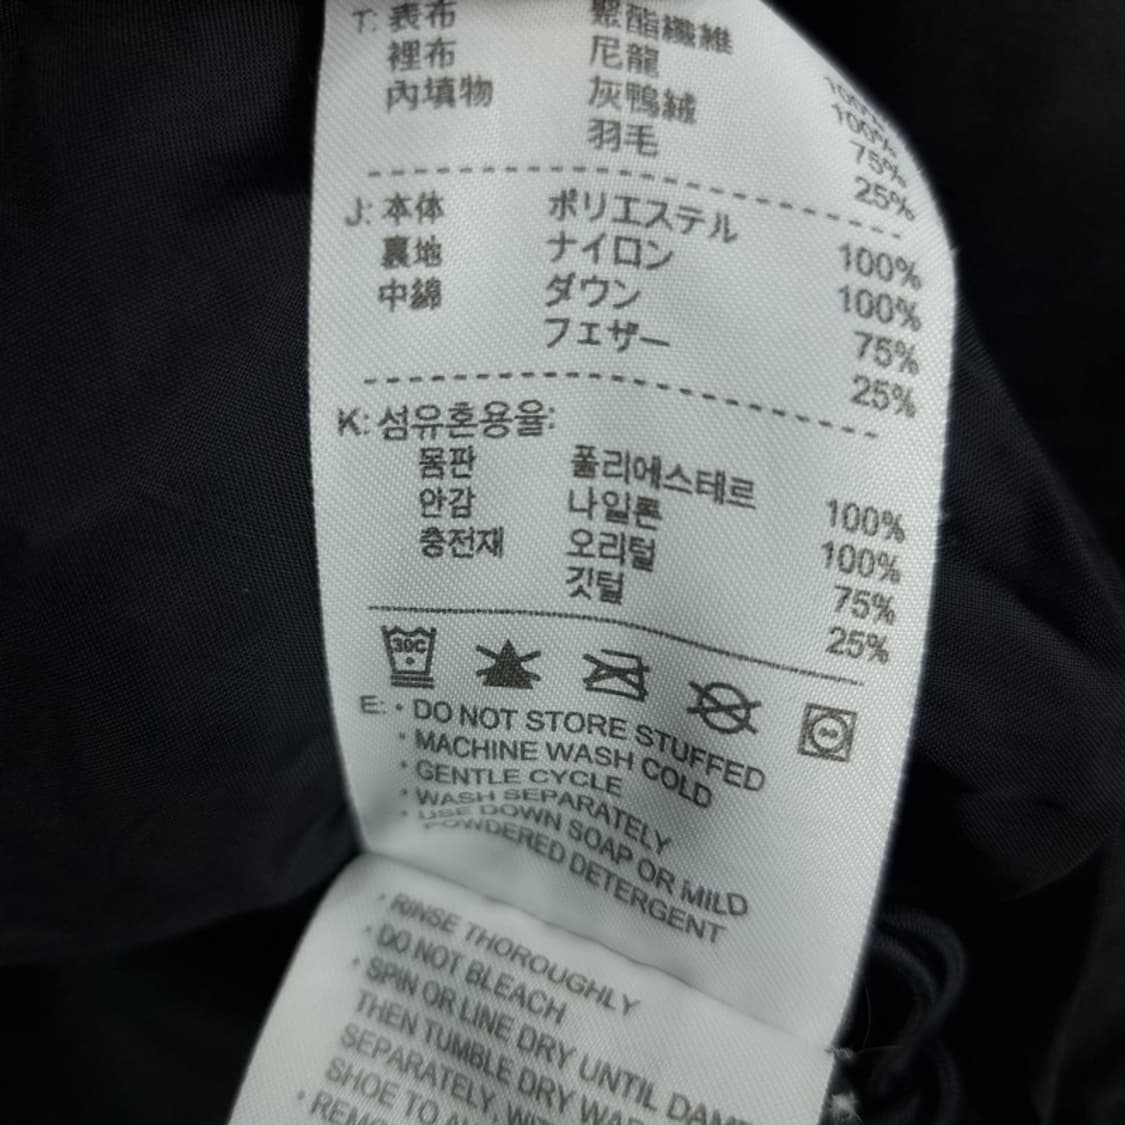 T: 表布 聚酯纖維 100%
裡布 尼龍 100%
內填物 灰鴨絨 75%
羽毛 25%
J: 本体 ポリエステル 100%
裏地 ナイロン 100%
中綿 ダウン 75%
フェザー 25%
K: 섬유혼용율:
몸판 폴리에스테르 100%
안감 나일론 100%
충전재 오리털 75%
깃털 25%
30C
E: • DO NOT STORE STUFFED
• MACHINE WASH COLD
• GENTLE CYCLE
• WASH SEPARATELY
• USE DOWN SOAP OR MILD
POWDERED DETERGENT
• RINSE THOROUGHLY
• DO NOT BLEACH
• SPIN OR LINE DRY UNTIL DAMP
THEN TUMBLE DRY
SEPARATELY,
SHOE TO